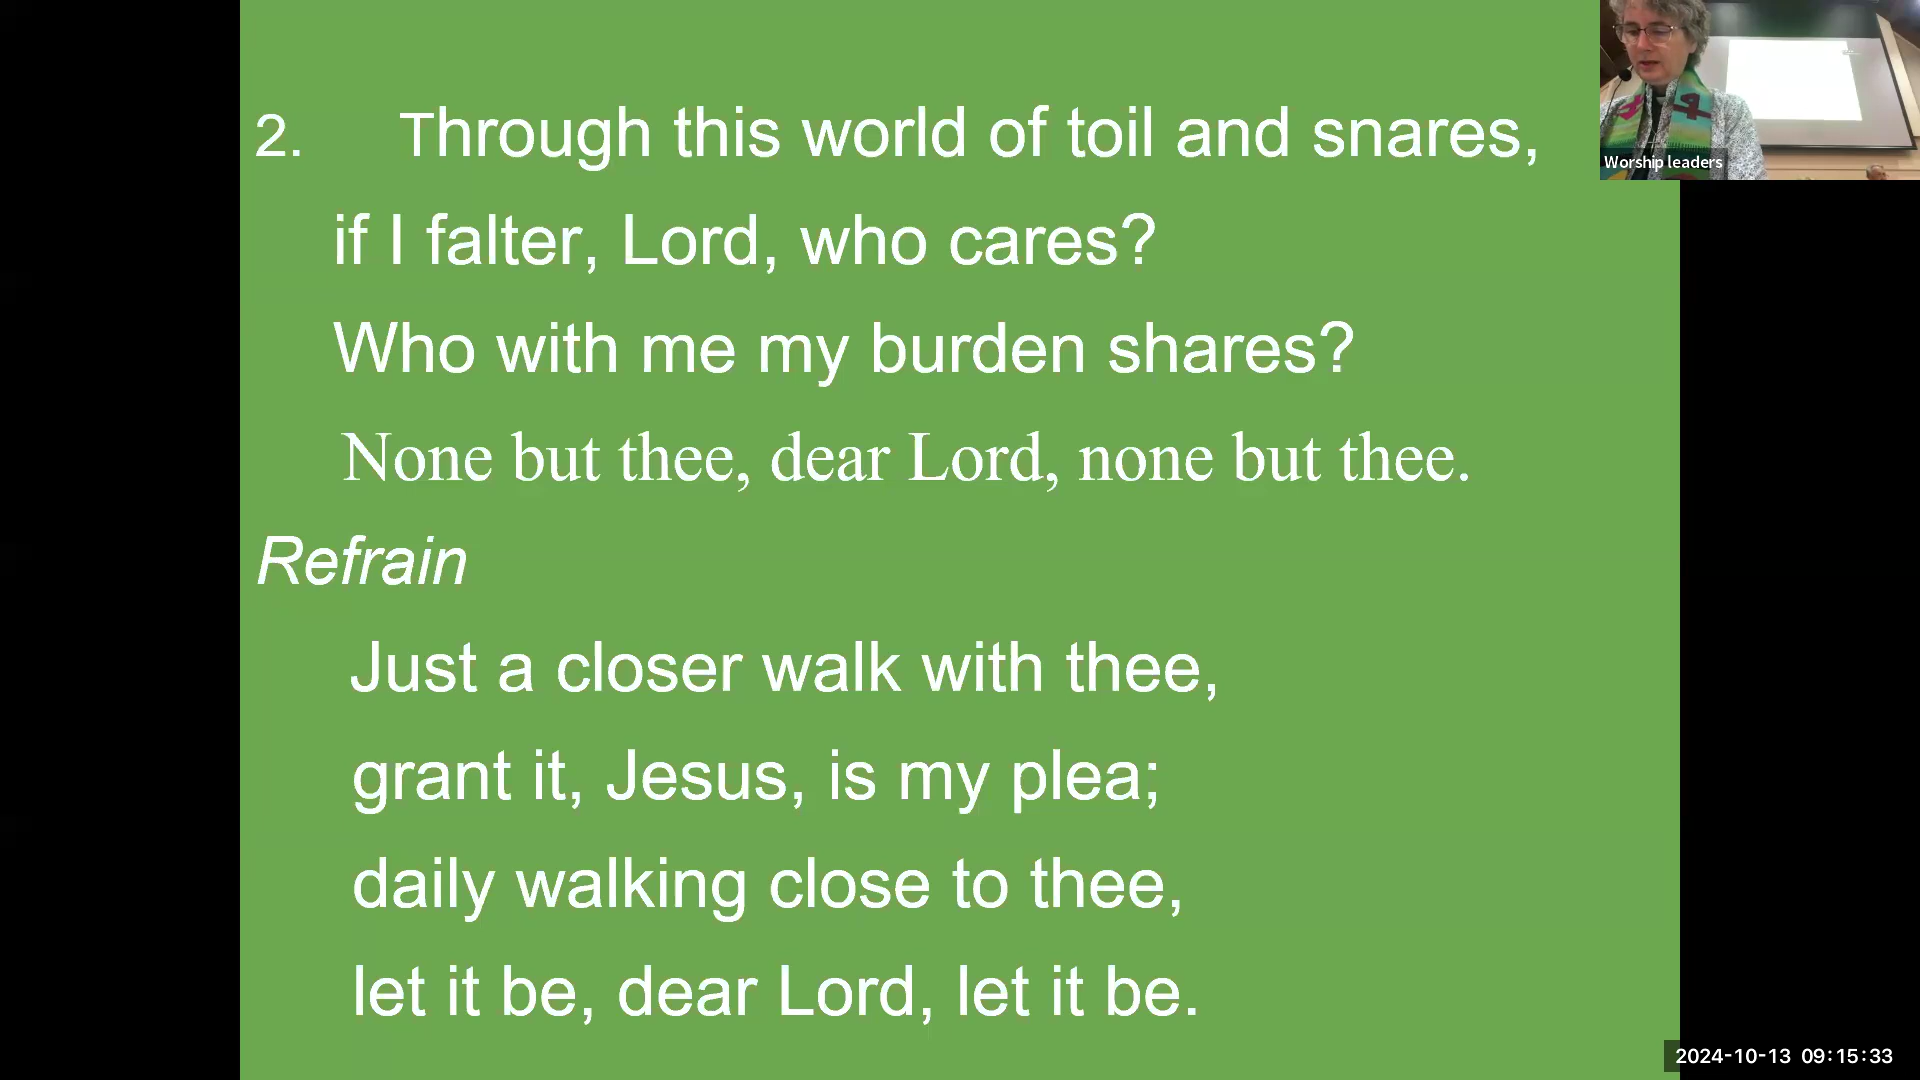 2. Through this world of toil and snares,
if I falter, Lord, who cares?
Who with me my burden shares?
None but thee, dear Lord, none but thee.
Refrain
Just a closer walk with thee,
grant it, Jesus, is my plea;
daily walking close to thee,
let it be, dear Lord, let it be.
Worship leaders
2024-10-13 09:15:33